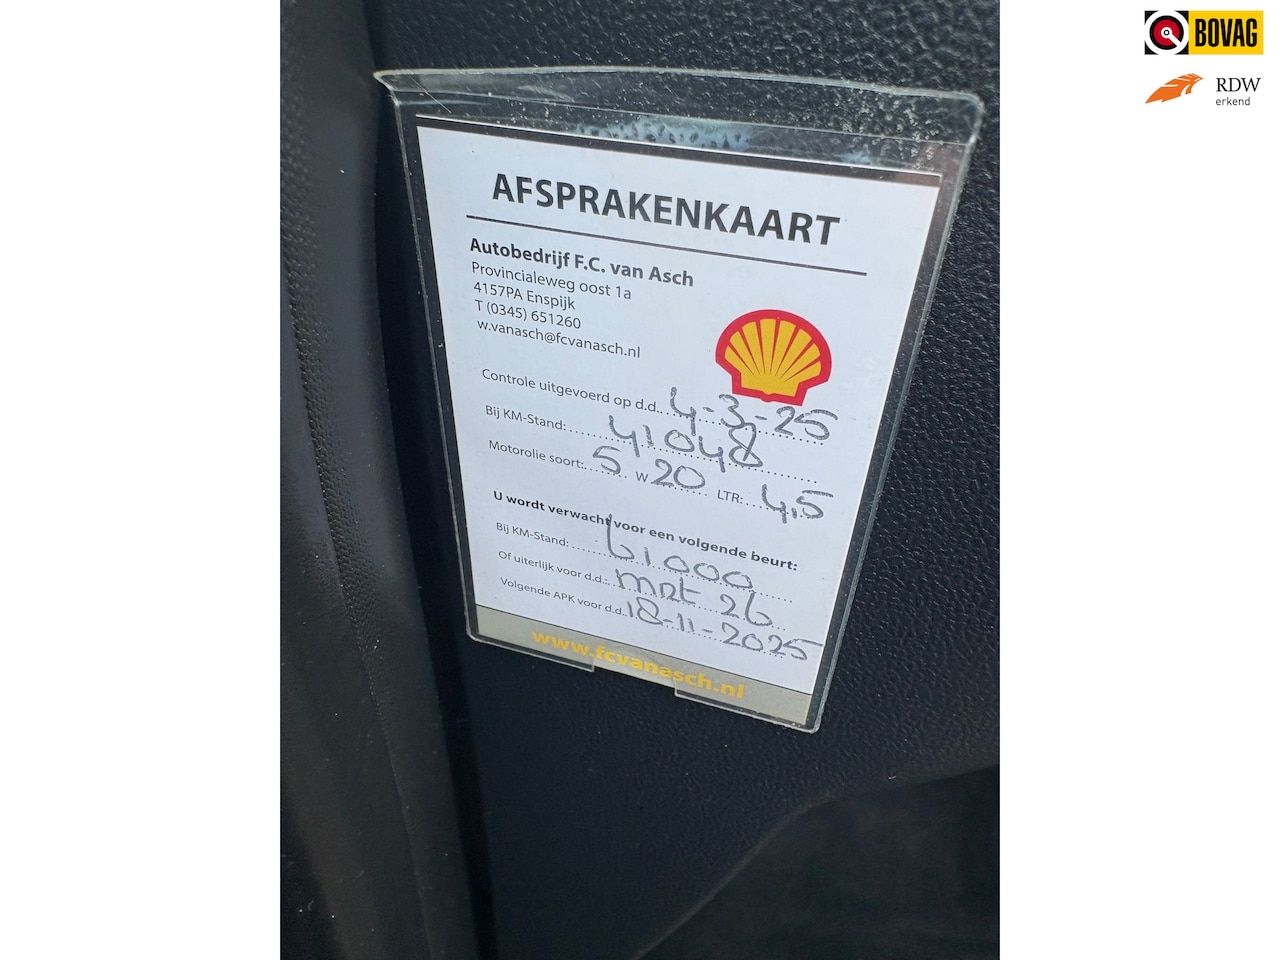 BOVAG
RDW
erkend
AFSPRAKENKAART
Autobedrijf F.C. van Asch
Provincialeweg oost 1a
4157PA Enspijk
T (0345) 651260
w.vanasch@fcvanasch.nl
Controle uitgevoerd op d.d. 4-3-25
Bij KM-Stand: 41048
Motorolie soort: 5 W 20 LTR: 4,5
U wordt verwacht voor een volgende beurt:
Bij KM-Stand: 61000
Of uiterlijk voor d.d.: mrt 26
Volgende APK voor d.d. 18-11-2025
www.fcvanasch.nl